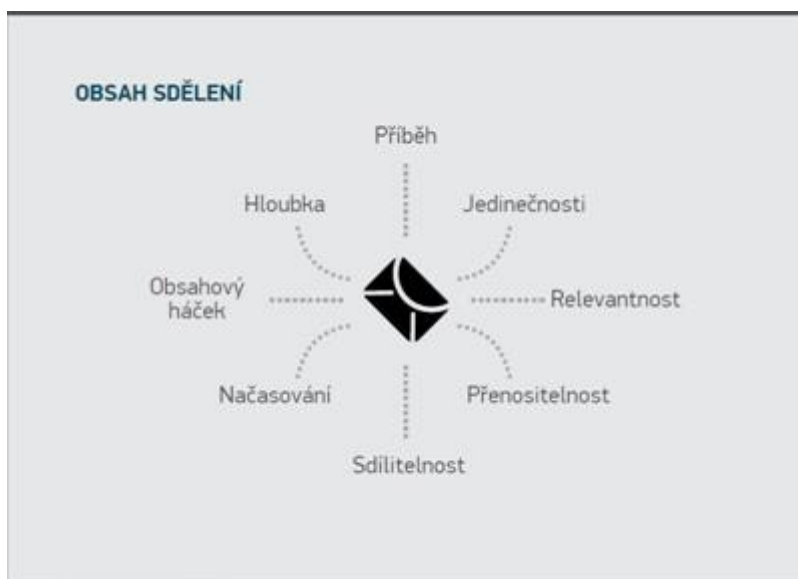 OBSAH SDĚLENÍ
Příběh
Hloubka
Jedinečnosti
Obsahový
háček
Relevantnost
Načasování
Přenositelnost
Sdílitelnost